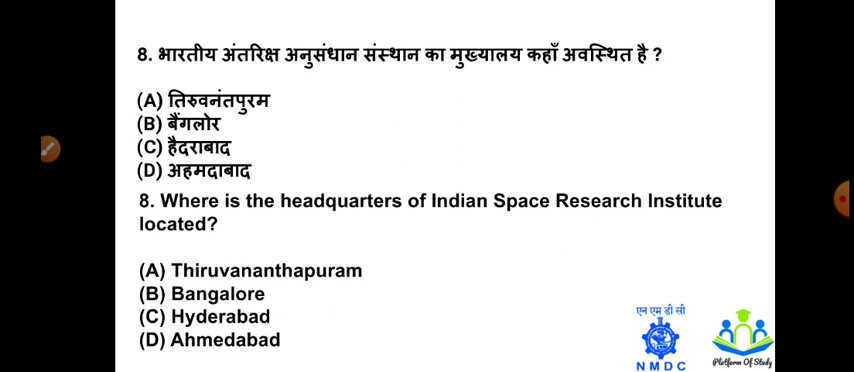 8. भारतीय अंतरिक्ष अनुसंधान संस्थान का मुख्यालय कहाँ अवस्थित है ?
(A) तिरुवनंतपुरम
(B) बैंगलोर
(C) हैदराबाद
(D) अहमदाबाद
8. Where is the headquarters of Indian Space Research Institute
located?
(A) Thiruvananthapuram
(B) Bangalore
(C) Hyderabad
(D) Ahmedabad
एन एम डी सी
NMDC
Platform Of Study